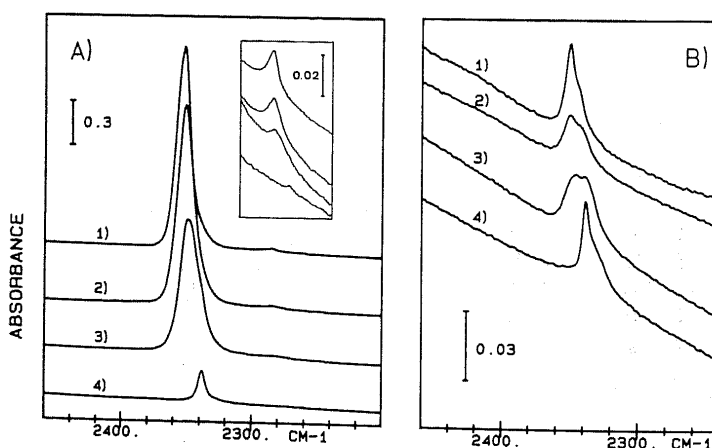 A)
B)
0.02
0.3
1)
2)
3)
4)
1)
2)
3)
4)
0.03
ABSORBANCE
2400. 2300. CM-1
2400. 2300. CM-1